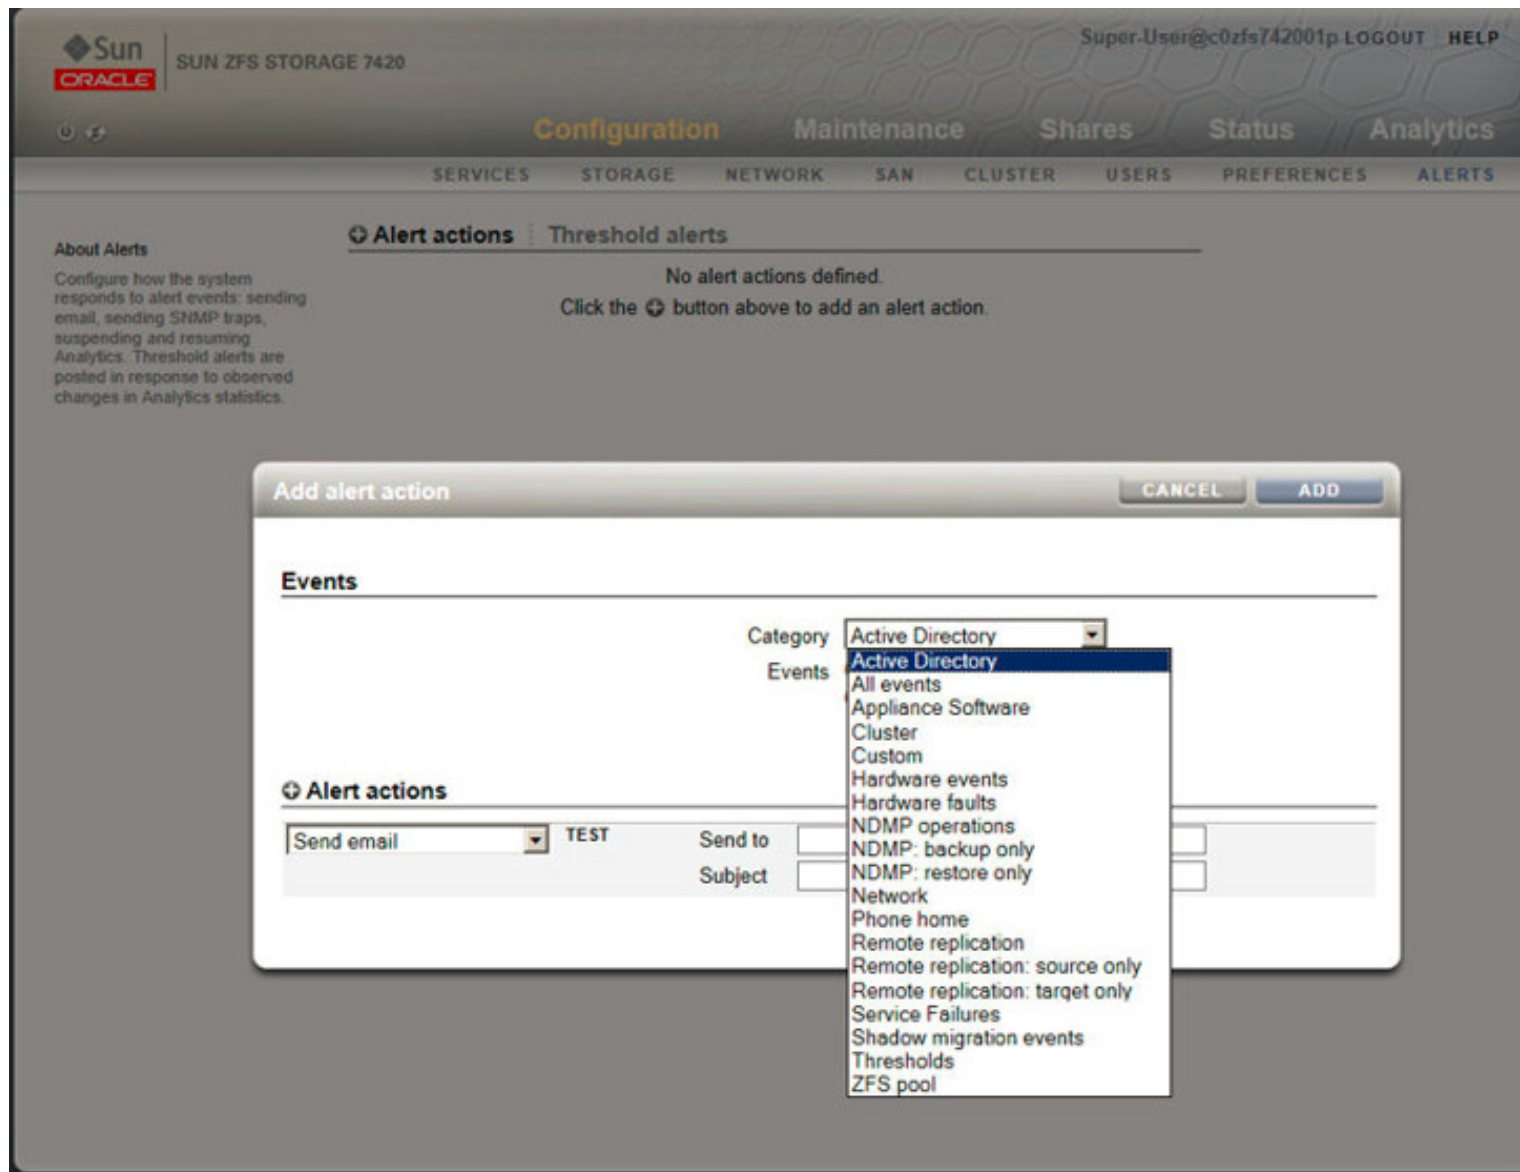 Sun
ORACLE
SUN ZFS STORAGE 7420
Super-User@c0zfs742001p LOGOUT HELP
Configuration Maintenance Shares Status Analytics
SERVICES STORAGE NETWORK SAN CLUSTER USERS PREFERENCES ALERTS
About Alerts
Configure how the system
responds to alert events: sending
email, sending SNMP traps,
suspending and resuming
Analytics. Threshold alerts are
posted in response to observed
changes in Analytics statistics.
Alert actions Threshold alerts
No alert actions defined.
Click the button above to add an alert action.
Add alert action
CANCEL ADD
Events
Category Active Directory
Events
Active Directory
All events
Appliance Software
Cluster
Custom
Hardware events
Hardware faults
NDMP operations
NDMP: backup only
NDMP: restore only
Network
Phone home
Remote replication
Remote replication: source only
Remote replication: target only
Service Failures
Shadow migration events
Thresholds
ZFS pool
Alert actions
Send email TEST Send to
Subject